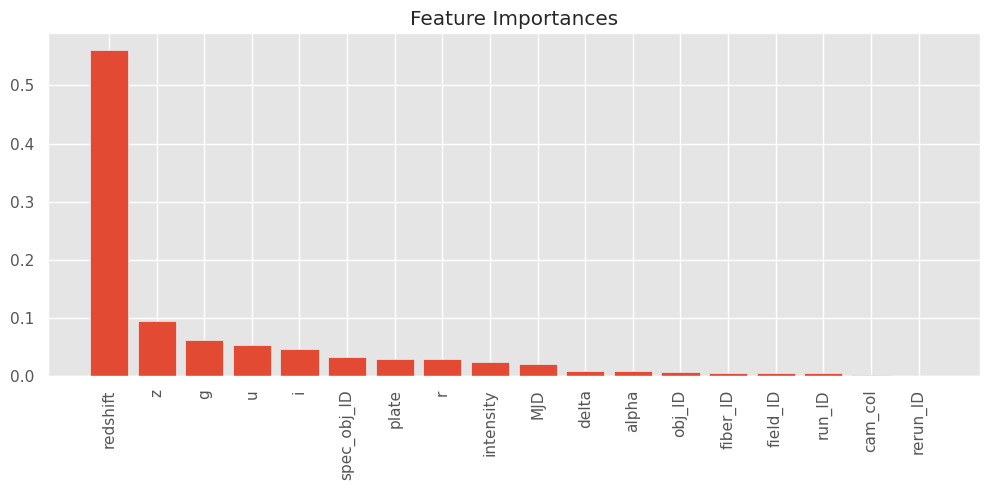 Feature Importances
0.5
0.4
0.3
0.2
0.1
0.0
redshift
z
g
u
i
spec_obj_ID
plate
r
intensity
MJD
delta
alpha
obj_ID
fiber_ID
field_ID
run_ID
cam_col
rerun_ID